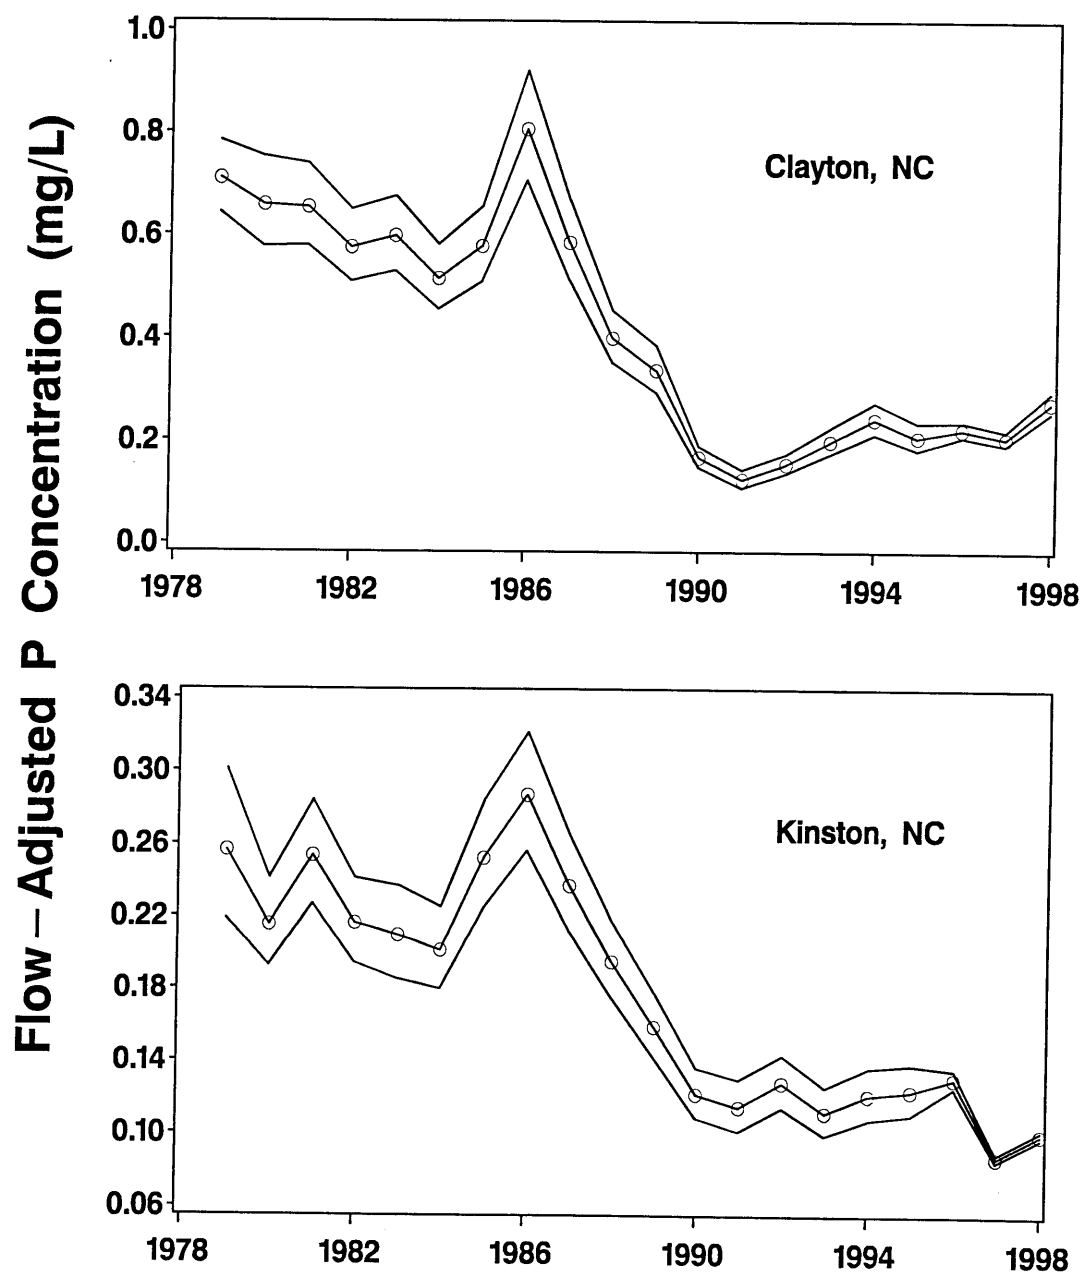 Flow-Adjusted P Concentration (mg/L)
1.0
0.8
0.6
0.4
0.2
0.0
Clayton, NC
1978 1982 1986 1990 1994 1998
0.34
0.30
0.26
0.22
0.18
0.14
0.10
0.06
Kinston, NC
1978 1982 1986 1990 1994 1998